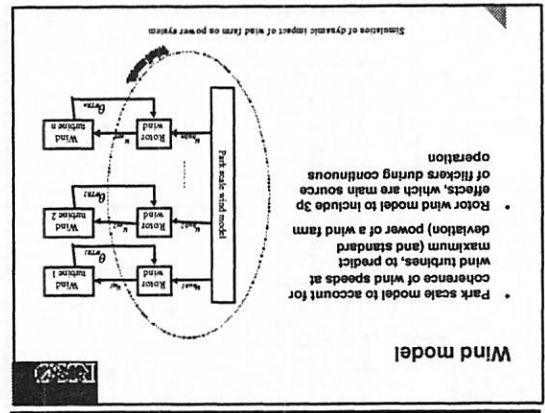 RISØ
Wind model
• Park scale model to account for
coherence of wind speeds at
wind turbines, to predict
maximum (and standard
deviation) power of a wind farm
• Rotor wind model to include 3p
effects, which are main source
of flickers during continuous
operation
Park scale wind model
Rotor
wind
Wind
turbine 1
Rotor
wind
Wind
turbine 2
Rotor
wind
Wind
turbine n
Simulation of dynamic impact of wind farm on power system